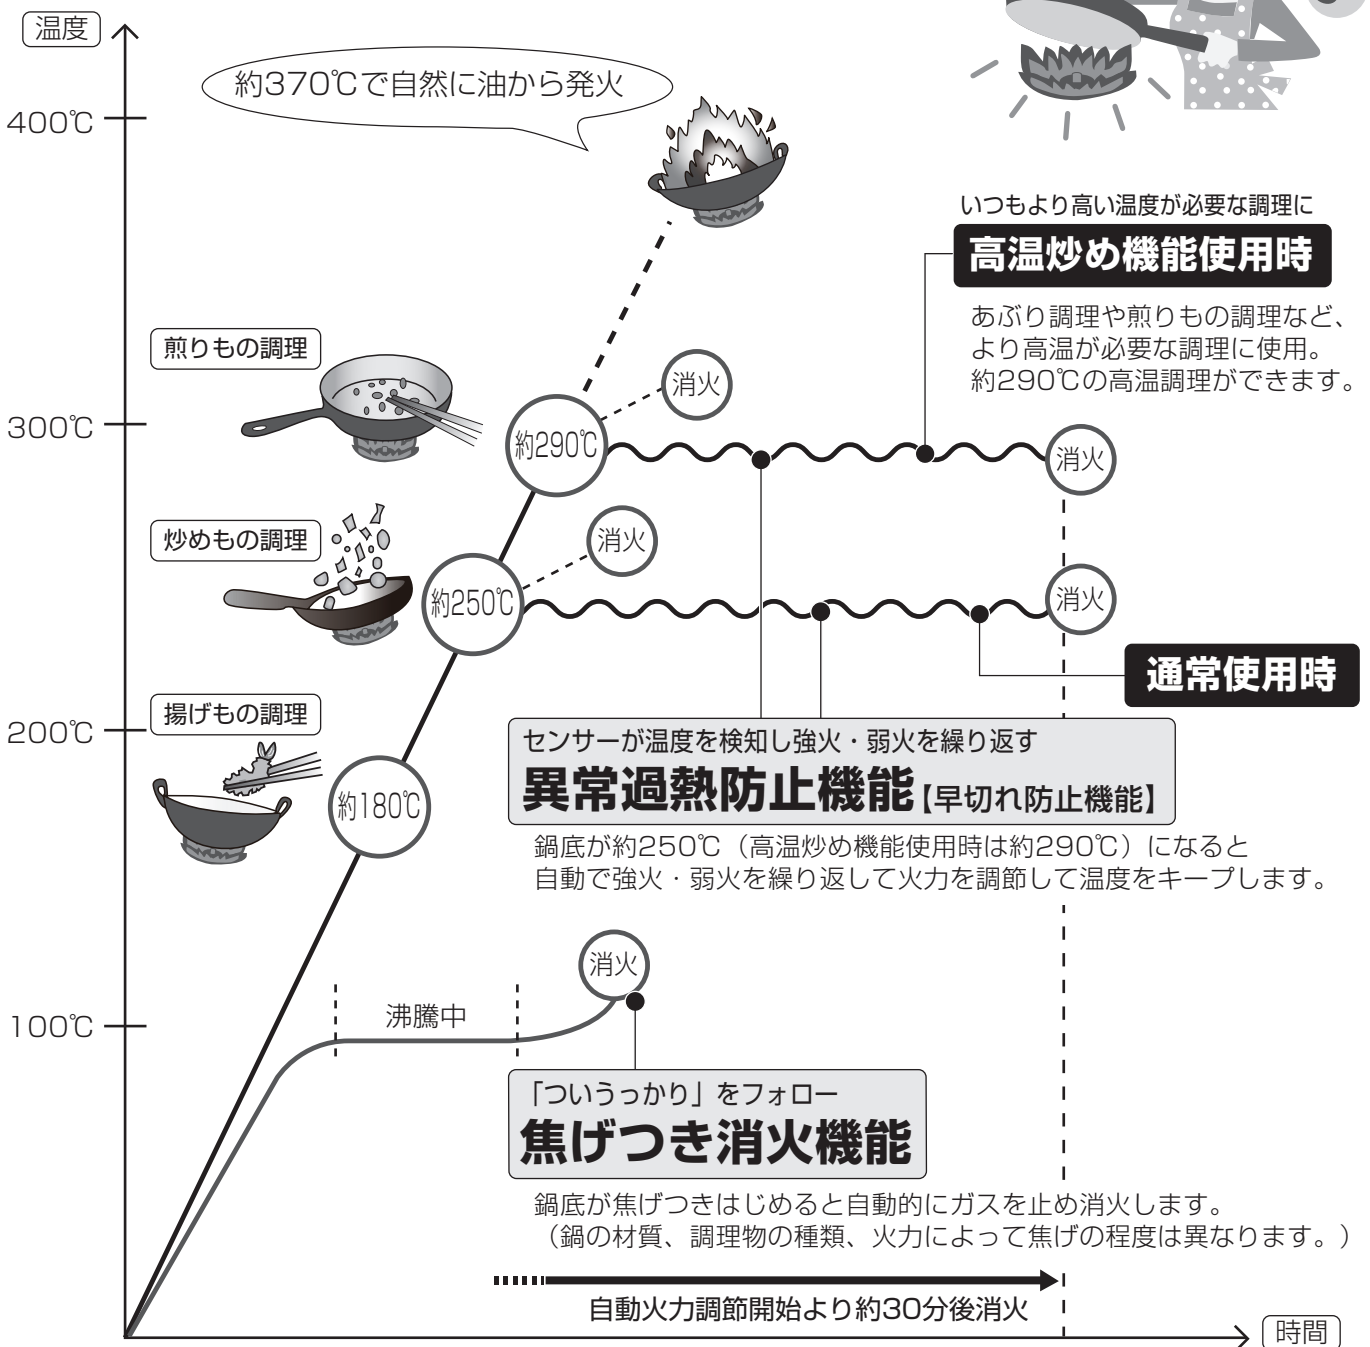 温度
約370℃で自然に油から発火
400℃
いつもより高い温度が必要な調理に
高温炒め機能使用時
あぶり調理や煎りもの調理など、
より高温が必要な調理に使用。
約290℃の高温調理ができます。
煎りもの調理
消火
300℃
約290℃
消火
炒めもの調理
消火
約250℃
消火
通常使用時
揚げもの調理
200℃
約180℃
センサーが温度を検知し強火・弱火を繰り返す
異常過熱防止機能【早切れ防止機能】
鍋底が約250℃（高温炒め機能使用時は約290℃）になると
自動で強火・弱火を繰り返して火力を調節して温度をキープします。
消火
沸騰中
100℃
「ついうっかり」をフォロー
焦げつき消火機能
鍋底が焦げつきはじめると自動的にガスを止め消火します。
（鍋の材質、調理物の種類、火力によって焦げの程度は異なります。）
自動火力調節開始より約30分後消火
時間